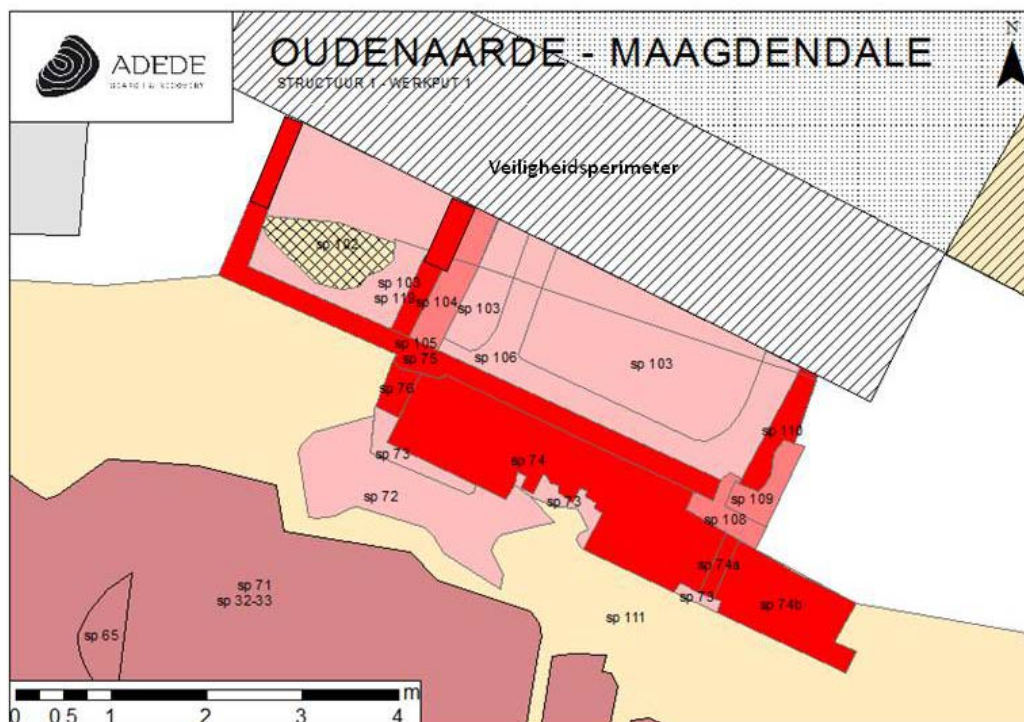 ADEDE
SEARCH & RECOVERY
OUDENAARDE - MAAGDENDALE
STRUCTUUR 1 - WERKPUT 1
N
Veiligheidsperimeter
sp 102
sp 103
sp 119
sp 104
sp 103
sp 105
sp 75
sp 106
sp 103
sp 76
sp 110
sp 73
sp 74
sp 72
sp 73
sp 109
sp 108
sp 74a
sp 71
sp 32-33
sp 73
sp 74b
sp 111
sp 65
m
0 0.5 1 2 3 4